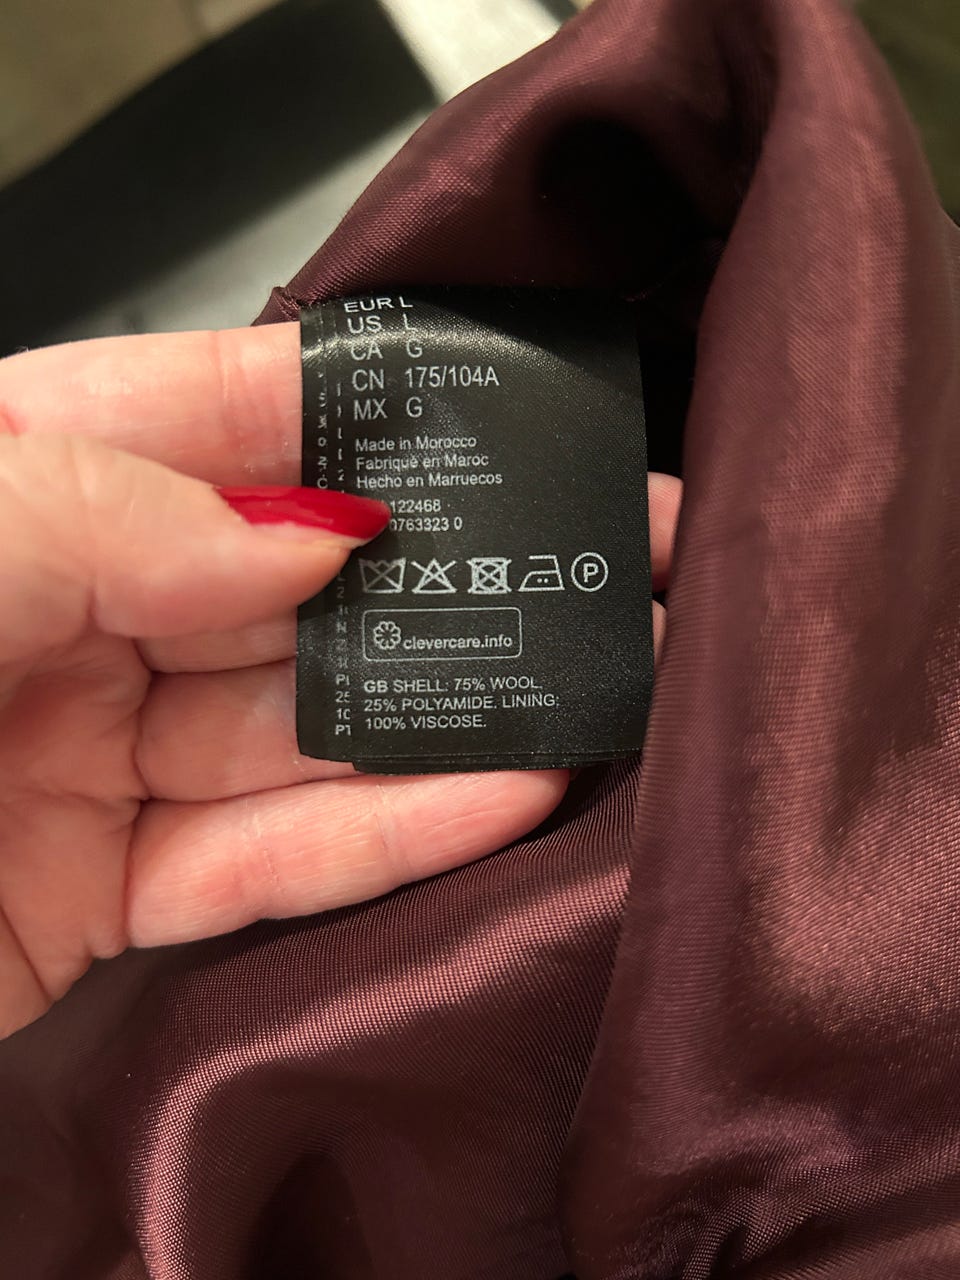 EUR L
US L
CA G
CN 175/104A
MX G
Made in Morocco
Fabriqué en Maroc
Hecho en Marruecos
122468
0763323 0
P
clevercare.info
GB SHELL: 75% WOOL.
25% POLYAMIDE. LINING:
100% VISCOSE.